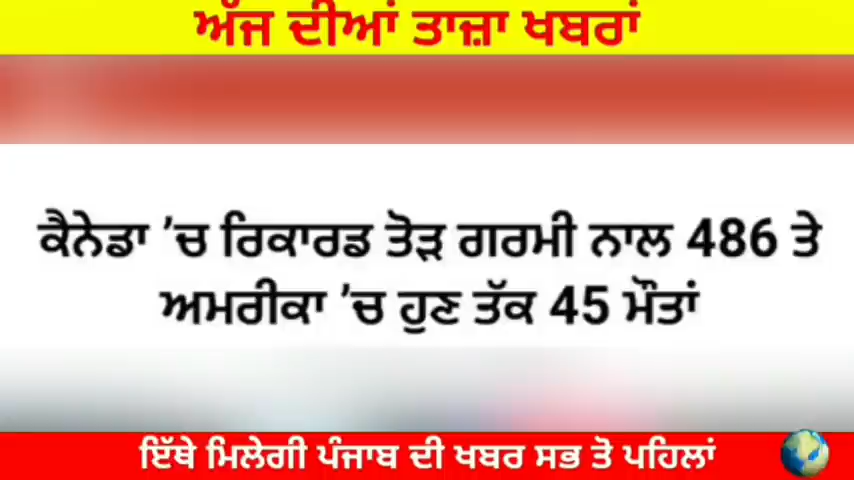 ਅੱਜ ਦੀਆਂ ਤਾਜ਼ਾ ਖਬਰਾਂ
ਕੈਨੇਡਾ ’ਚ ਰਿਕਾਰਡ ਤੋੜ ਗਰਮੀ ਨਾਲ 486 ਤੇ
ਅਮਰੀਕਾ ’ਚ ਹੁਣ ਤੱਕ 45 ਮੌਤਾਂ
ਇੱਥੇ ਮਿਲੇਗੀ ਪੰਜਾਬ ਦੀ ਖਬਰ ਸਭ ਤੋ ਪਹਿਲਾਂ